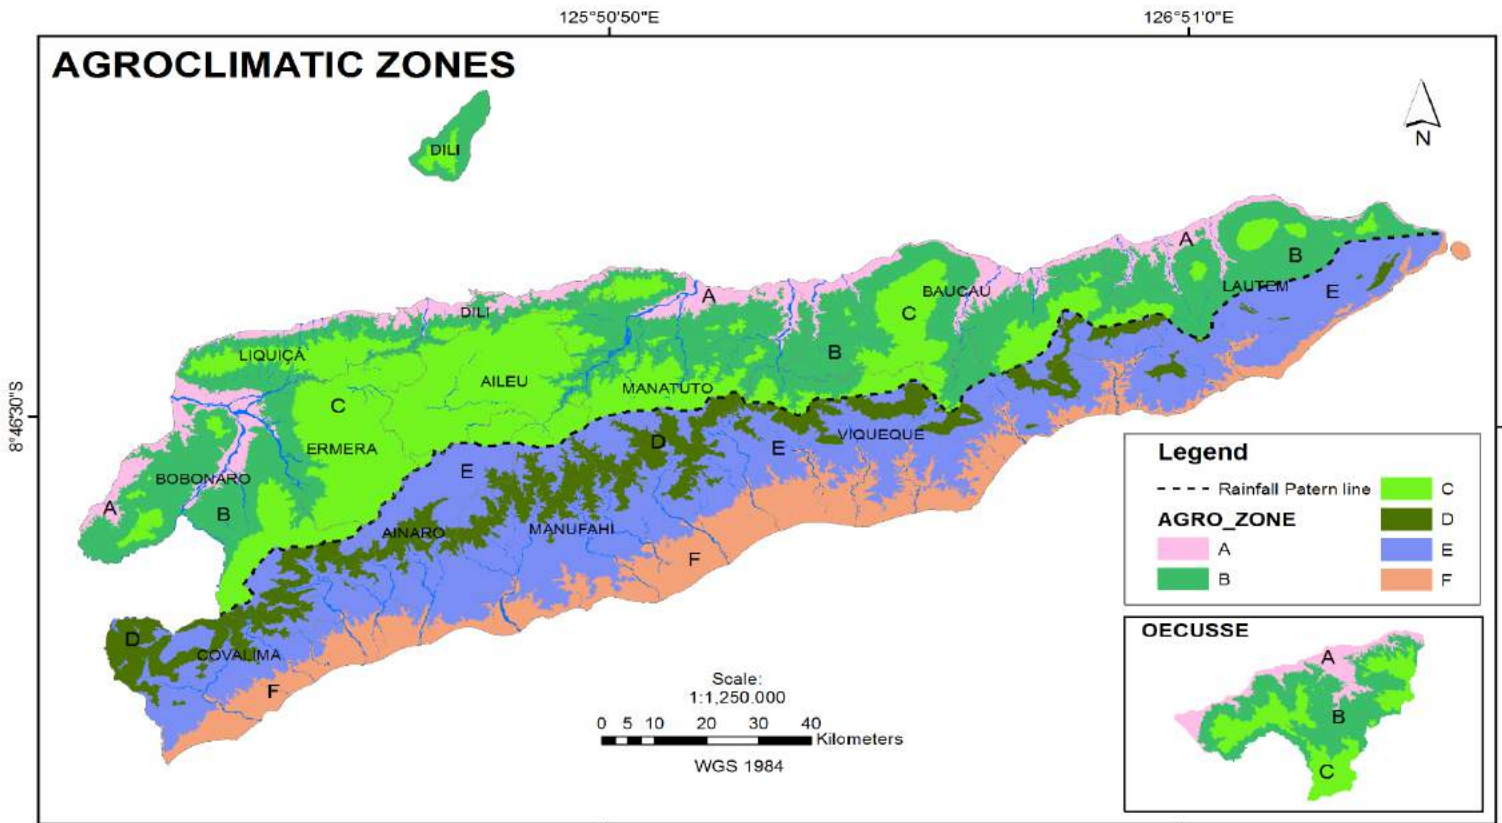 125°50'50"E
126°51'0"E
AGROCLIMATIC ZONES
N
DILI
A
B
LAUTEM
E
A
BAUCAU
C
DILI
B
LIQUIÇA
AILEU
MANATUTO
8°46'30"S
C
ERMERA
D
VIQUEQUE
E
E
BOBONARO
A
B
AINARO
MANUFAHI
F
D
COVALIMA
F
Legend
Rainfall Patern line
AGRO_ZONE
A
B
C
D
E
F
OECUSSE
A
B
C
Scale:
1:1,250.000
0 5 10 20 30 40
Kilometers
WGS 1984